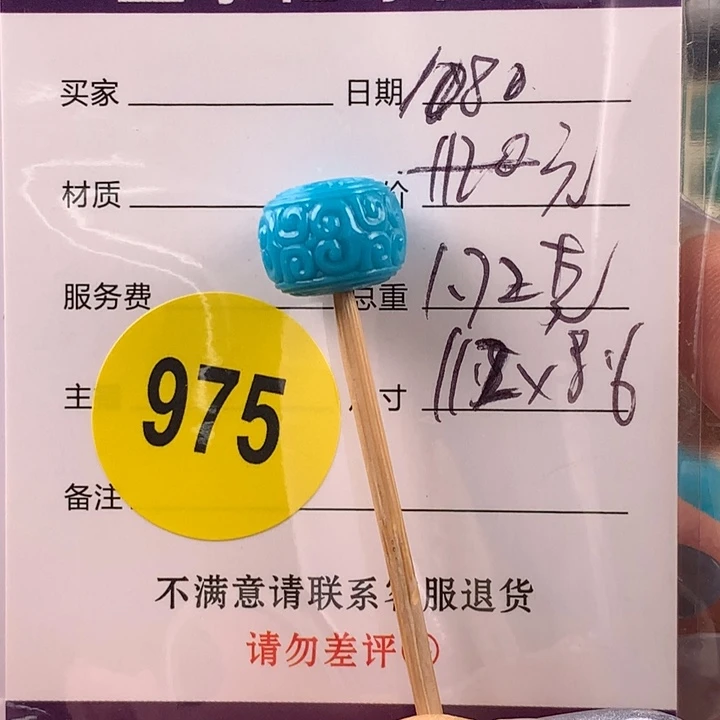 买家 日期 1080
材质 价 1120元
服务费 总重 1.72克
主 寸 11.2x8.6
975
备注
不满意请联系客服退货
请勿差评